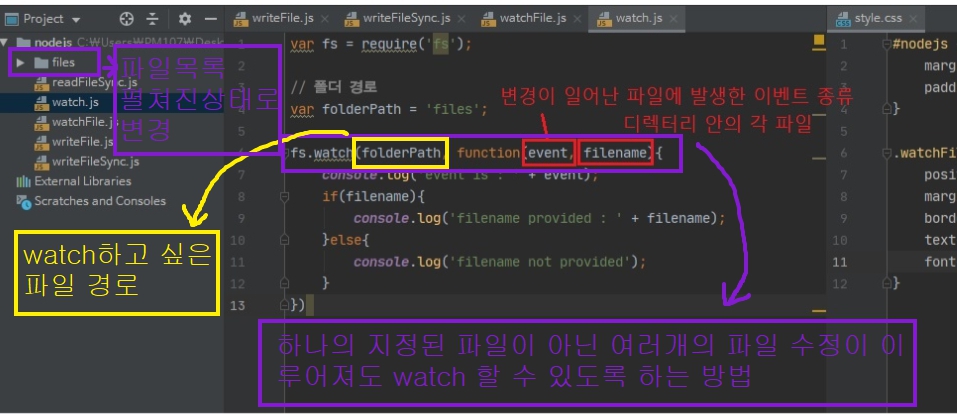 Project
writeFile.js
writeFileSync.js
watchFile.js
watch.js
style.css
nodejs C:₩Users₩PM107₩Desk
files
readFileSync.js
watch.js
watchFile.js
writeFile.js
writeFileSync.js
External Libraries
Scratches and Consoles
파일목록
펼쳐진상태로
변경
watch하고 싶은
파일 경로
1 var fs = require('fs');
2
3 // 폴더 경로
4 var folderPath = 'files';
5
6 fs.watch(folderPath, function(event, filename){
7 console.log('event is : ' + event);
8 if(filename){
9 console.log('filename provided : ' + filename);
10 }else{
11 console.log('filename not provided');
12 }
13 })
변경이 일어난 파일에 발생한 이벤트 종류
디렉터리 안의 각 파일
하나의 지정된 파일이 아닌 여러개의 파일 수정이 이
루어져도 watch 할 수 있도록 하는 방법
1 #nodejs
2 marg
3 padd
4 }
5
6 .watchFi
7 posi
8 marg
9 bord
10 text
11 font
12 }